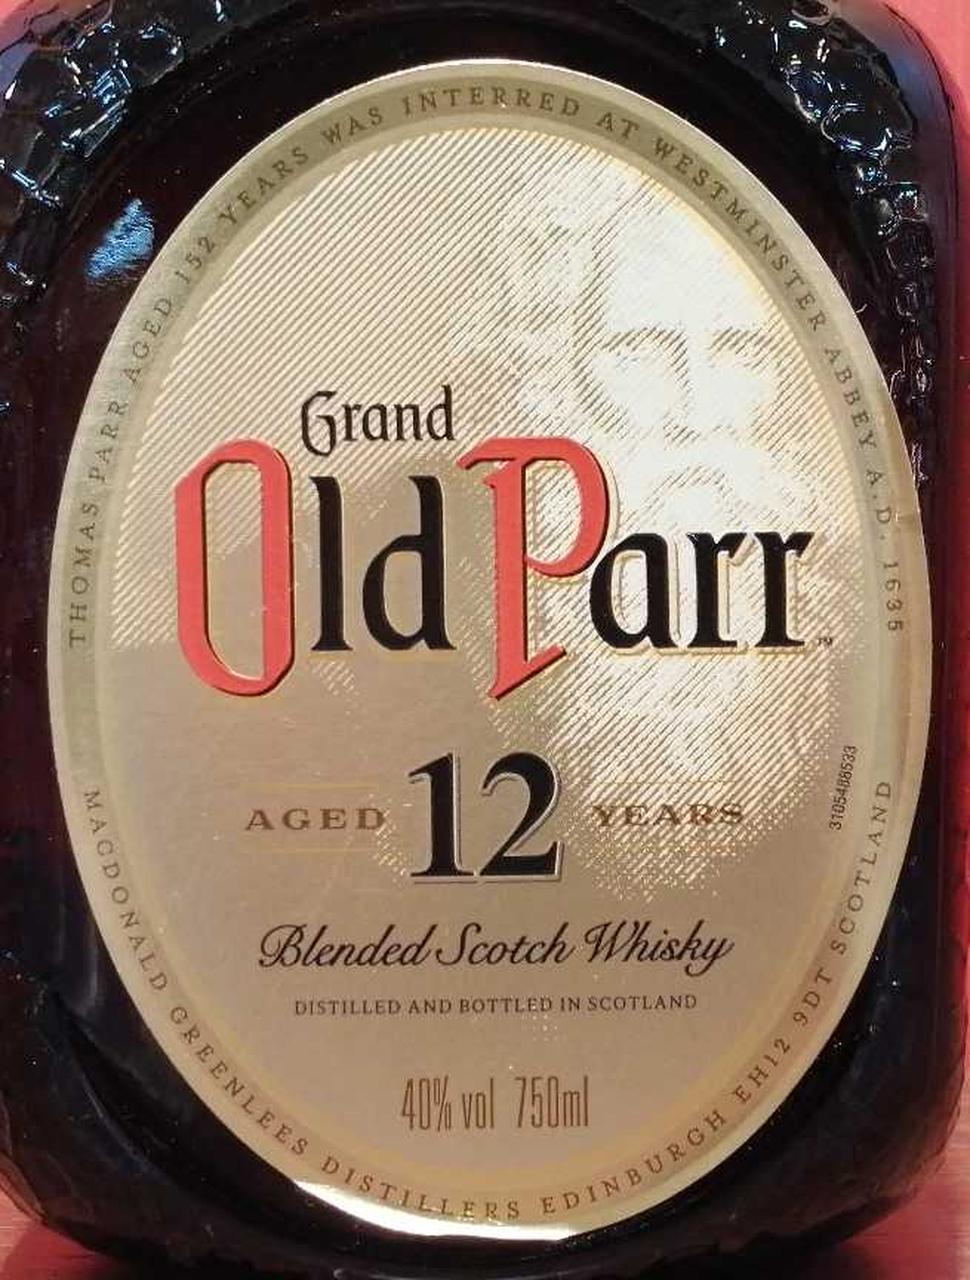 THOMAS PARR AGED 152 YEARS WAS INTERRED AT WESTMINSTER ABBEY A.D. 1635
Grand
Old Parr™
AGED 12 YEARS
3105488533
Blended Scotch Whisky
DISTILLED AND BOTTLED IN SCOTLAND
40% vol 750ml
MACDONALD GREENLEES DISTILLERS EDINBURGH EH12 9DT SCOTLAND